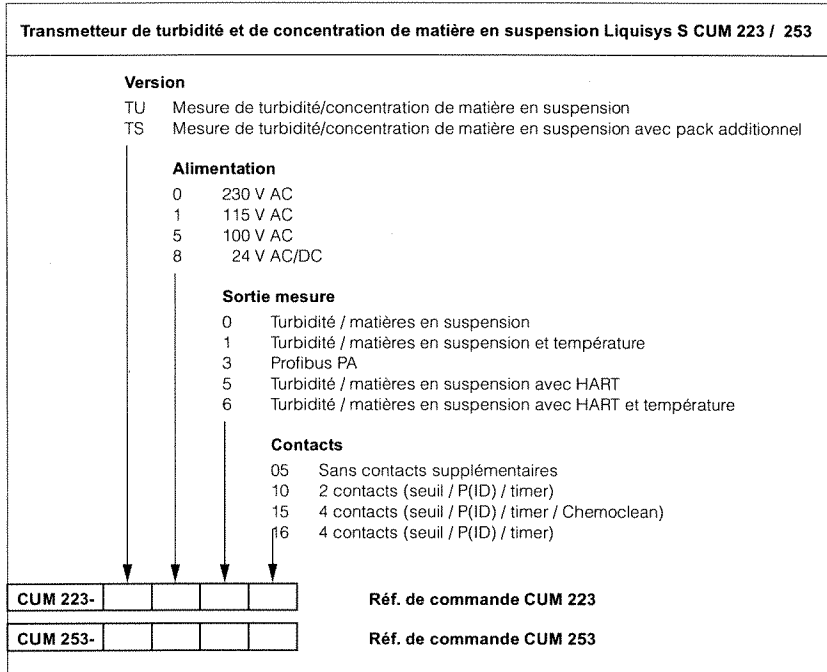 Transmetteur de turbidité et de concentration de matière en suspension Liquisys S CUM 223 / 253
Version
TU Mesure de turbidité/concentration de matière en suspension
TS Mesure de turbidité/concentration de matière en suspension avec pack additionnel
Alimentation
0 230 V AC
1 115 V AC
5 100 V AC
8 24 V AC/DC
Sortie mesure
0 Turbidité / matières en suspension
1 Turbidité / matières en suspension et température
3 Profibus PA
5 Turbidité / matières en suspension avec HART
6 Turbidité / matières en suspension avec HART et température
Contacts
05 Sans contacts supplémentaires
10 2 contacts (seuil / P(ID) / timer)
15 4 contacts (seuil / P(ID) / timer / Chemoclean)
16 4 contacts (seuil / P(ID) / timer)
CUM 223- Réf. de commande CUM 223
CUM 253- Réf. de commande CUM 253